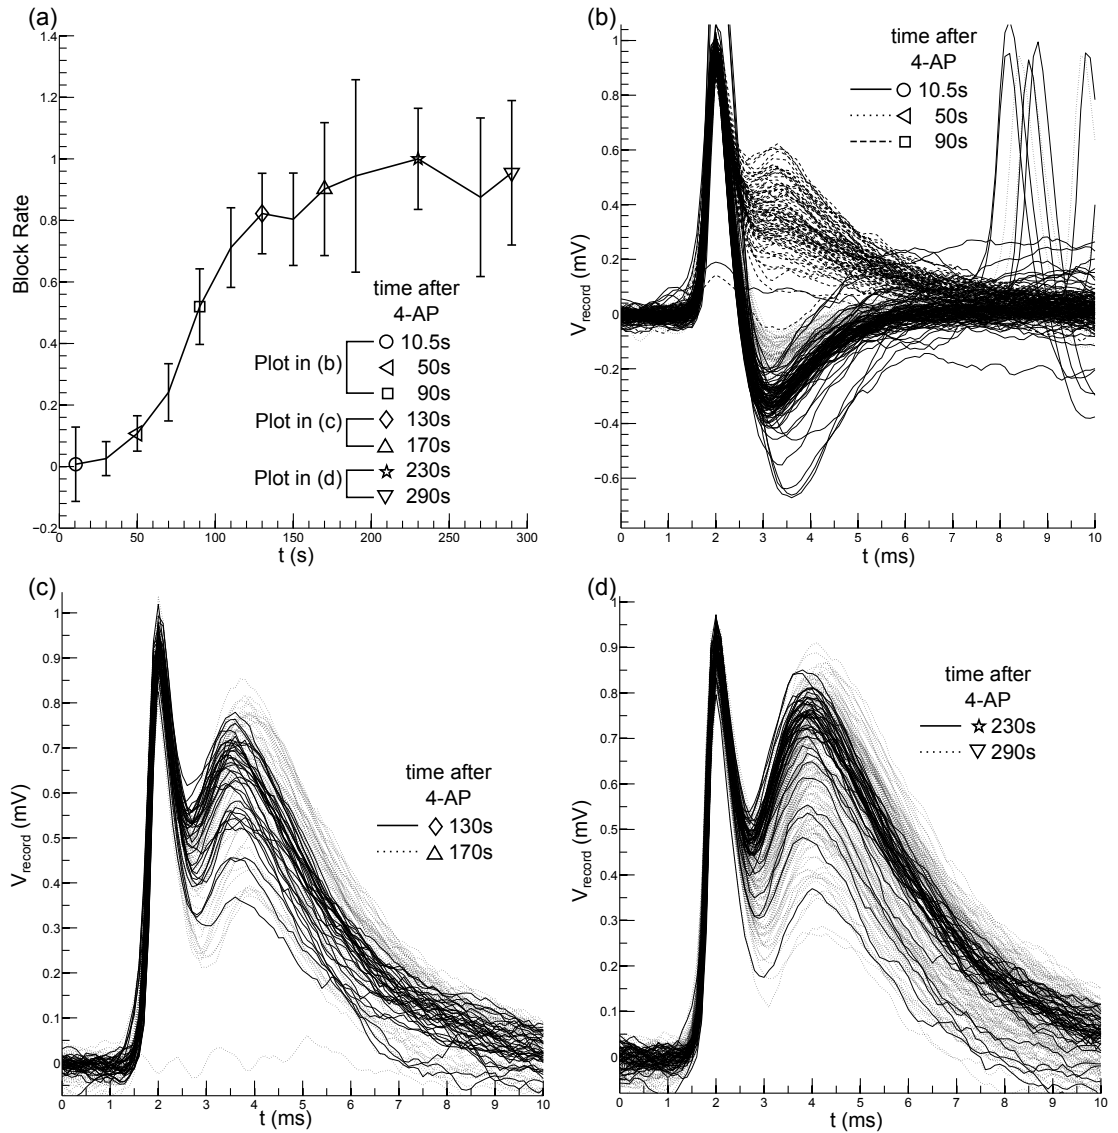 (a)
Block Rate
1.4
1.2
1
0.8
0.6
0.4
0.2
0
−0.2
0 50 100 150 200 250 300
t (s)
time after
4-AP
Plot in (b)
10.5s
50s
90s
Plot in (c)
130s
170s
Plot in (d)
230s
290s
(b)
V record (mV)
1
0.8
0.6
0.4
0.2
0
−0.2
−0.4
−0.6
0 1 2 3 4 5 6 7 8 9 10
t (ms)
time after
4-AP
10.5s
50s
90s
(c)
V record (mV)
1
0.9
0.8
0.7
0.6
0.5
0.4
0.3
0.2
0.1
0
0 1 2 3 4 5 6 7 8 9 10
t (ms)
time after
4-AP
130s
170s
(d)
V record (mV)
1
0.9
0.8
0.7
0.6
0.5
0.4
0.3
0.2
0.1
0
0 1 2 3 4 5 6 7 8 9 10
t (ms)
time after
4-AP
230s
290s